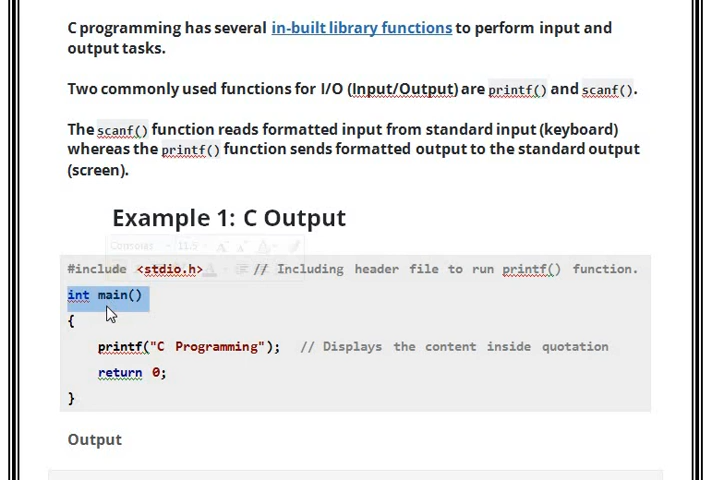 C programming has several in-built library functions to perform input and
output tasks.
Two commonly used functions for I/O (Input/Output) are printf() and scanf().
The scanf() function reads formatted input from standard input (keyboard)
whereas the printf() function sends formatted output to the standard output
(screen).
Example 1: C Output
#include <stdio.h> // Including header file to run printf() function.
int main()
{
printf("C Programming"); // Displays the content inside quotation
return 0;
}
Output